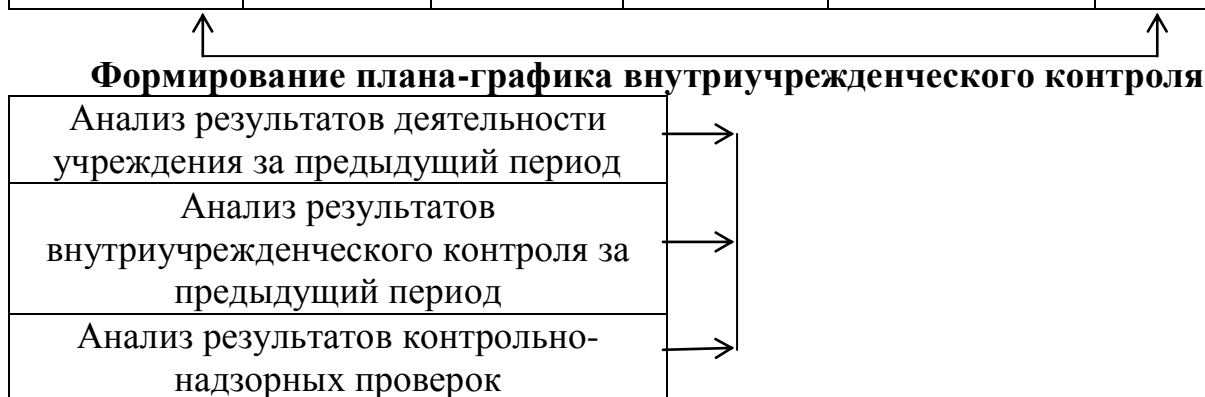 Формирование плана-графика внутриучрежденческого контроля
Анализ результатов деятельности
учреждения за предыдущий период
Анализ результатов
внутриучрежденческого контроля за
предыдущий период
Анализ результатов контрольно-
надзорных проверок